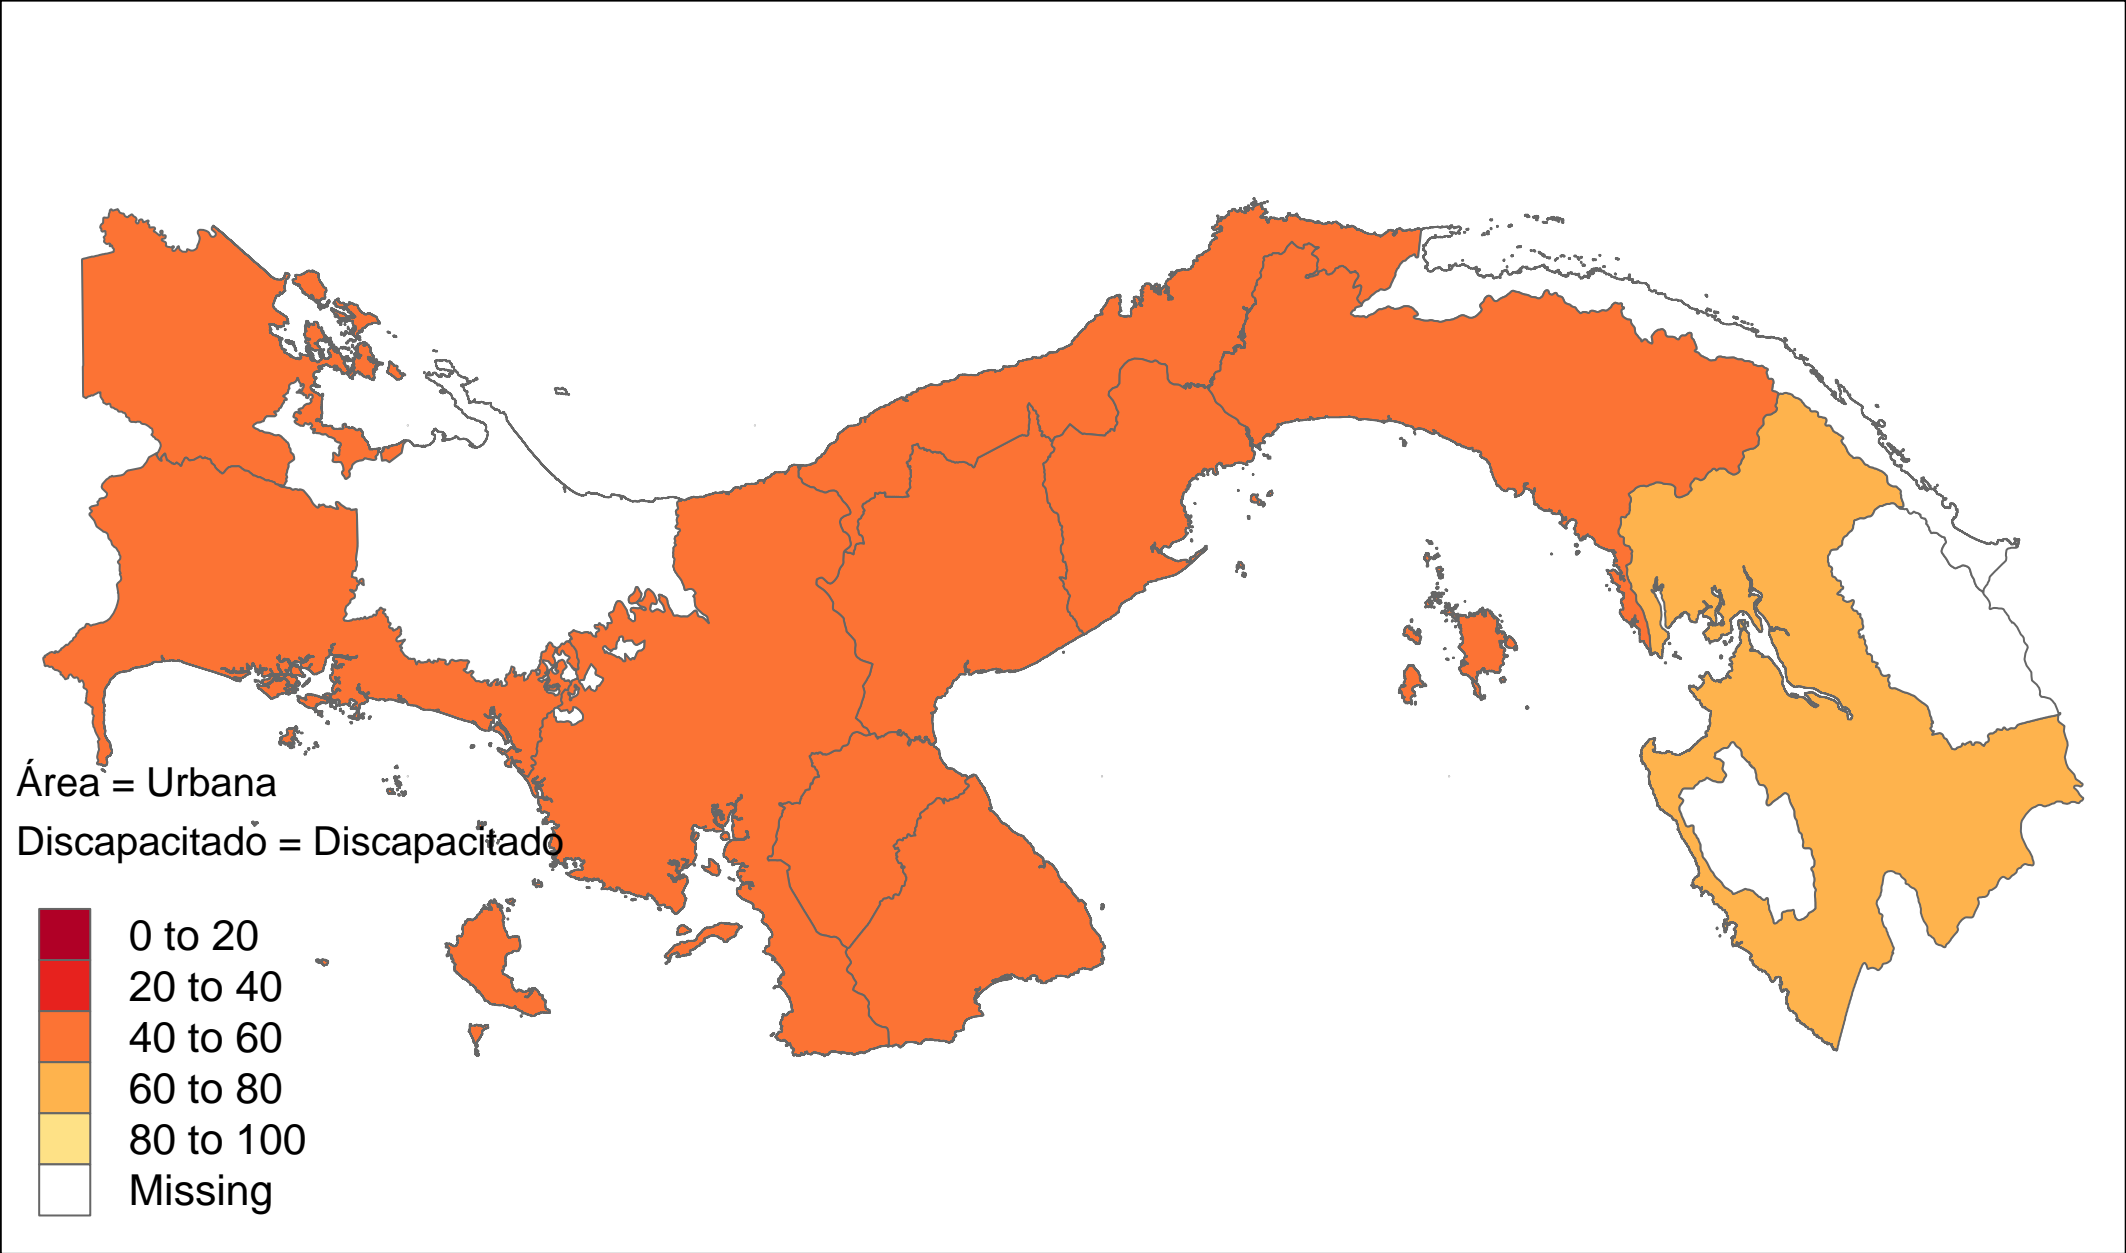 Área = Urbana
Discapacitado = Discapacitado
0 to 20
20 to 40
40 to 60
60 to 80
80 to 100
Missing